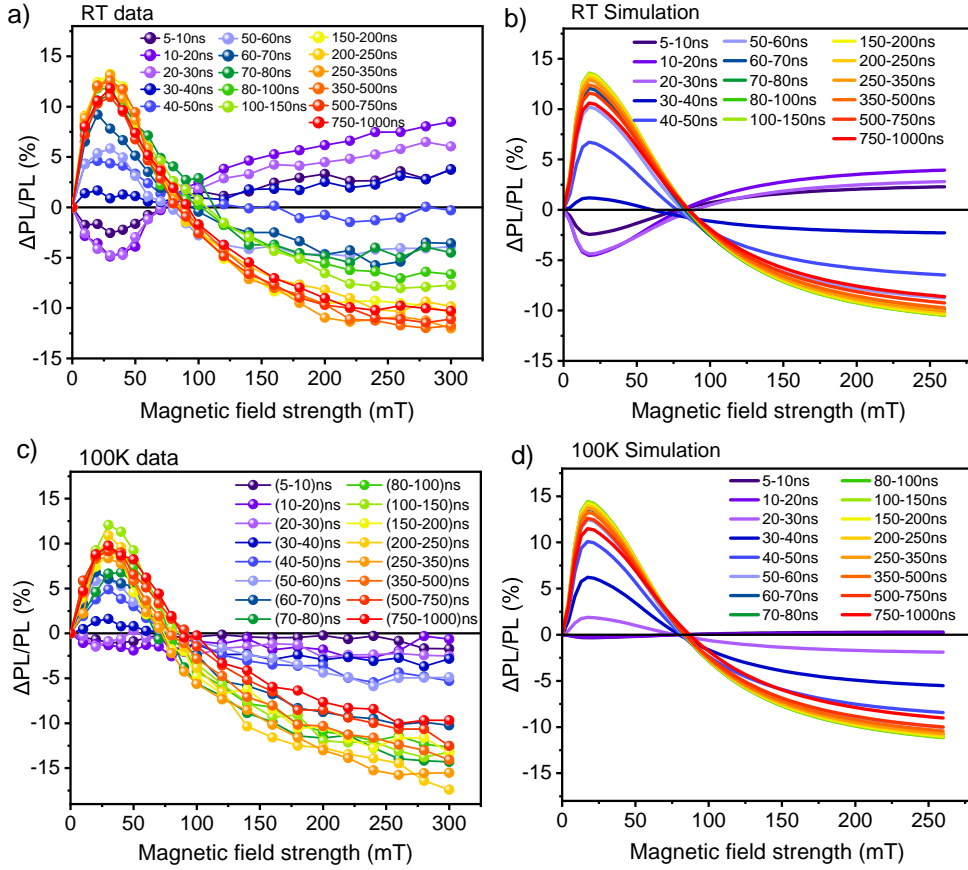 a)
RT data
5-10ns
10-20ns
20-30ns
30-40ns
40-50ns
50-60ns
60-70ns
70-80ns
80-100ns
100-150ns
150-200ns
200-250ns
250-350ns
350-500ns
500-750ns
750-1000ns
ΔPL/PL (%)
15
10
5
0
-5
-10
-15
0 50 100 150 200 250 300
Magnetic field strength (mT)
b)
RT Simulation
5-10ns
10-20ns
20-30ns
30-40ns
40-50ns
50-60ns
60-70ns
70-80ns
80-100ns
100-150ns
150-200ns
200-250ns
250-350ns
350-500ns
500-750ns
750-1000ns
ΔPL/PL (%)
15
10
5
0
-5
-10
-15
0 50 100 150 200 250
Magnetic field strength (mT)
c)
100K data
(5-10)ns
(10-20)ns
(20-30)ns
(30-40)ns
(40-50)ns
(50-60)ns
(60-70)ns
(70-80)ns
(80-100)ns
(100-150)ns
(150-200)ns
(200-250)ns
(250-350)ns
(350-500)ns
(500-750)ns
(750-1000)ns
ΔPL/PL (%)
15
10
5
0
-5
-10
-15
0 50 100 150 200 250 300
Magnetic field strength (mT)
d)
100K Simulation
5-10ns
10-20ns
20-30ns
30-40ns
40-50ns
50-60ns
60-70ns
70-80ns
80-100ns
100-150ns
150-200ns
200-250ns
250-350ns
350-500ns
500-750ns
750-1000ns
ΔPL/PL (%)
15
10
5
0
-5
-10
-15
0 50 100 150 200 250
Magnetic field strength (mT)